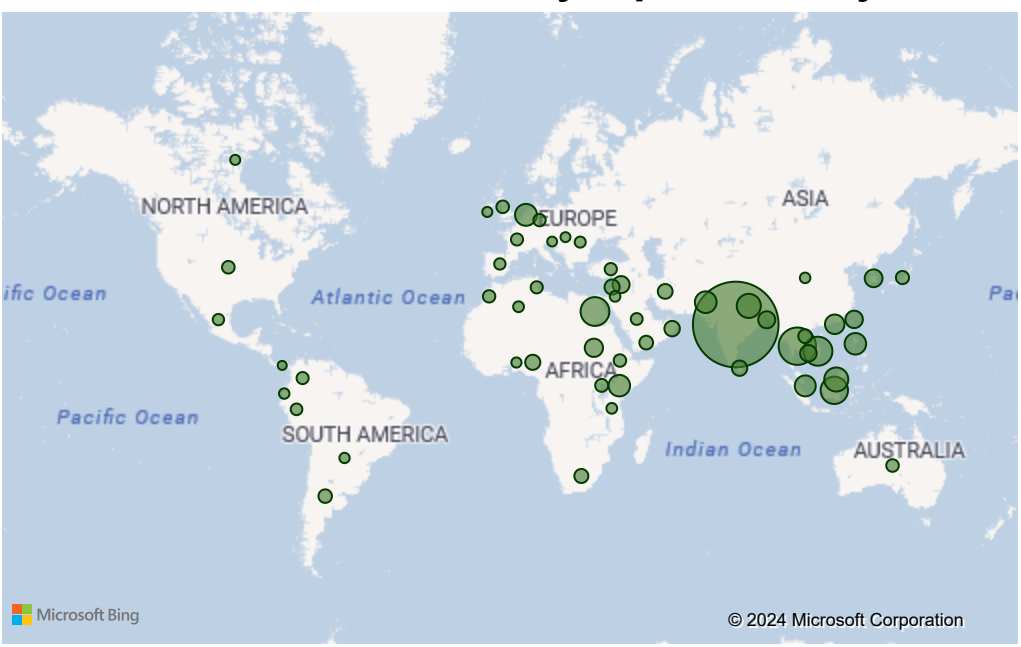 ASIA
NORTH AMERICA
EUROPE
ific Ocean
Atlantic Ocean
Pa
AFRICA
Pacific Ocean
SOUTH AMERICA
Indian Ocean
AUSTRALIA
Microsoft Bing
© 2024 Microsoft Corporation